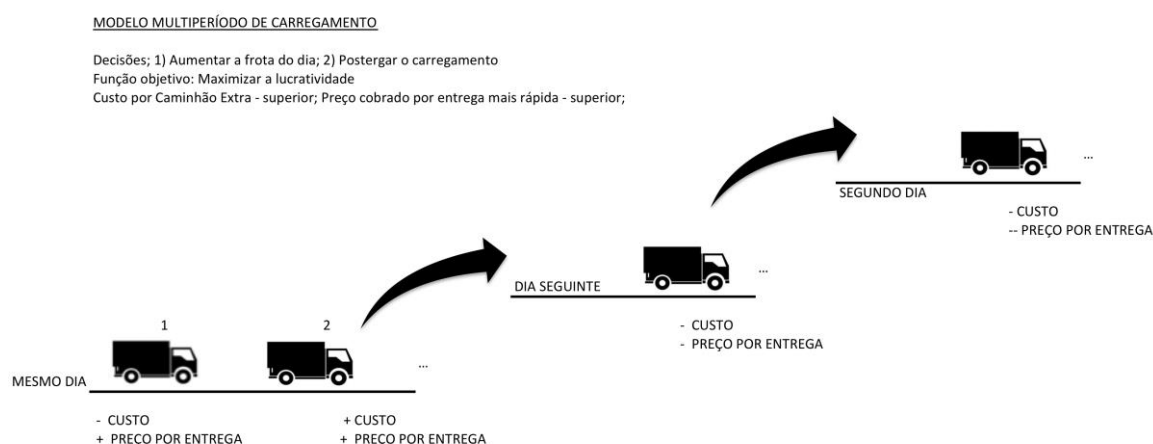 MODELO MULTIPERÍODO DE CARREGAMENTO
Decisões; 1) Aumentar a frota do dia; 2) Postergar o carregamento
Função objetivo: Maximizar a lucratividade
Custo por Caminhão Extra - superior; Preço cobrado por entrega mais rápida - superior;
...
SEGUNDO DIA
- CUSTO
-- PREÇO POR ENTREGA
...
DIA SEGUINTE
- CUSTO
- PREÇO POR ENTREGA
1 2
...
MESMO DIA
- CUSTO + CUSTO
+ PREÇO POR ENTREGA + PREÇO POR ENTREGA